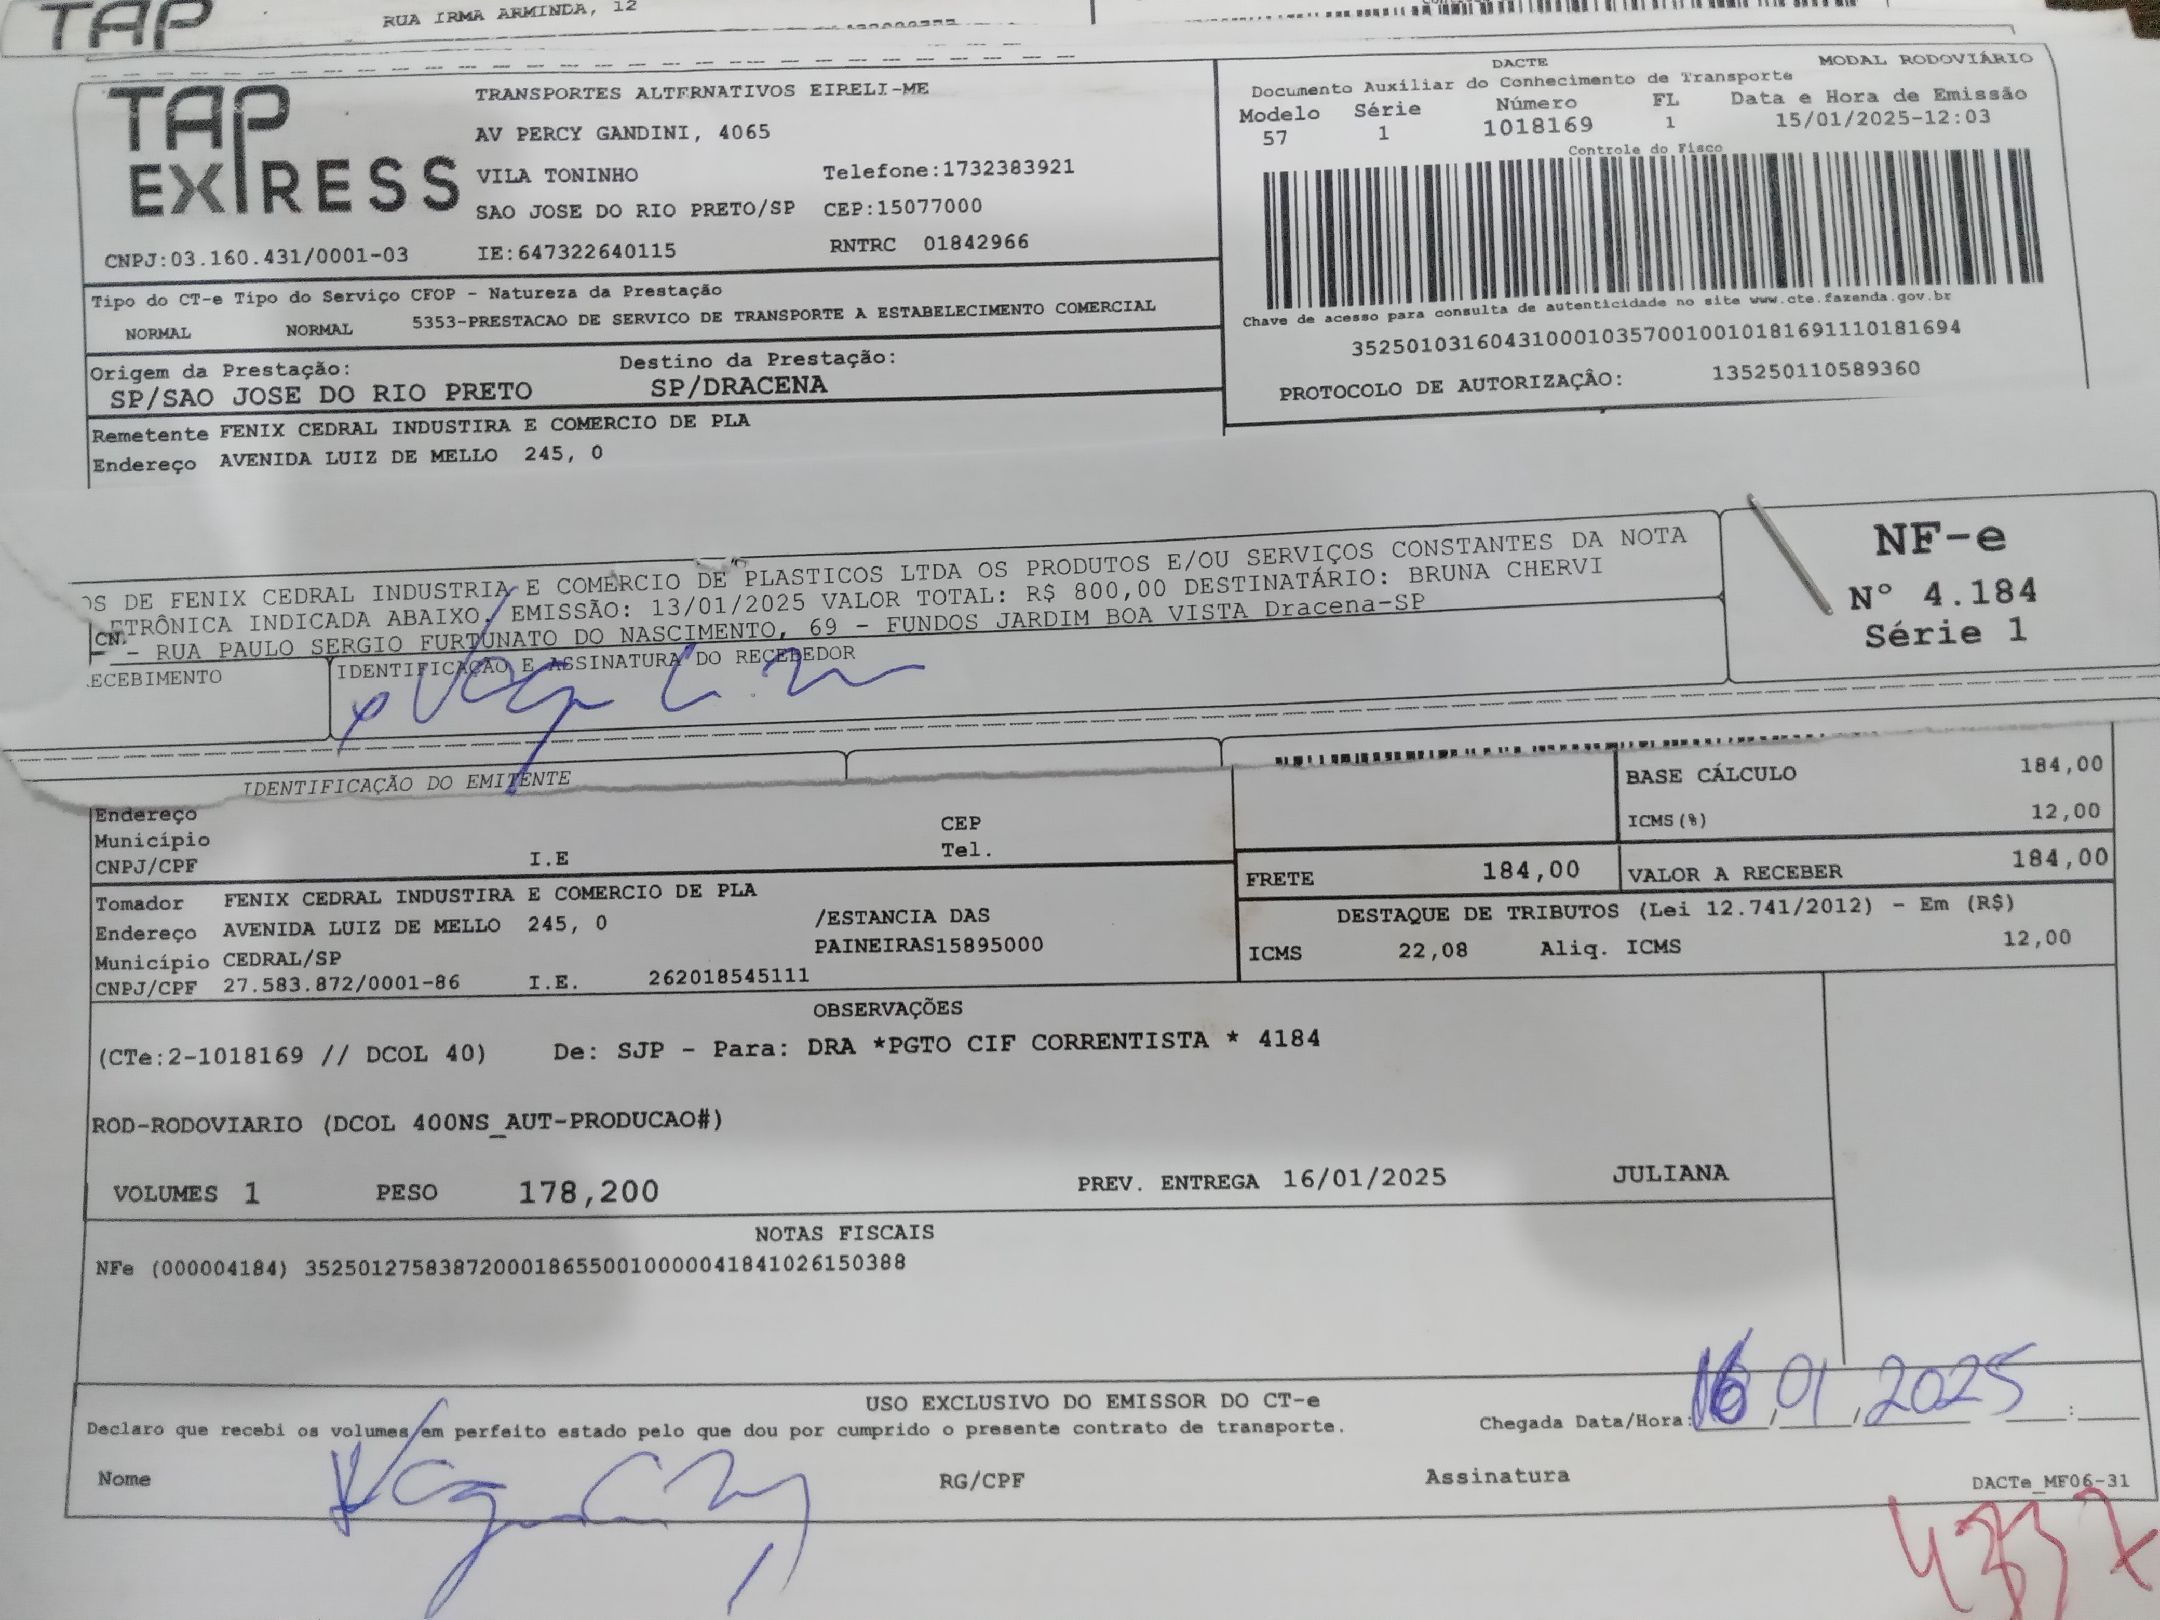 TAP
RUA IRMA ARMINDA, 12
TAP EXPRESS
TRANSPORTES ALTFRNATIVOS EIRELI-ME
AV PERCY GANDINI, 4065
VILA TONINHO Telefone:1732383921
SAO JOSE DO RIO PRETO/SP CEP:15077000
CNPJ:03.160.431/0001-03 IE:647322640115 RNTRC 01842966
DACTE MODAL RODOVIÁRIO
Documento Auxiliar do Conhecimento de Transporte
Modelo Série Número FL Data e Hora de Emissão
57 1 1018169 1 15/01/2025-12:03
Controle do Fisco
Chave de acesso para consulta de autenticidade no site www.cte.fazenda.gov.br
35250103160431000103570010010181691110181694
PROTOCOLO DE AUTORIZAÇÂO: 135250110589360
Tipo do CT-e Tipo do Serviço CFOP - Natureza da Prestação
NORMAL NORMAL 5353-PRESTACAO DE SERVICO DE TRANSPORTE A ESTABELECIMENTO COMERCIAL
Origem da Prestação: Destino da Prestação:
SP/SAO JOSE DO RIO PRETO SP/DRACENA
Remetente FENIX CEDRAL INDUSTIRA E COMERCIO DE PLA
Endereço AVENIDA LUIZ DE MELLO 245, 0
OS DE FENIX CEDRAL INDUSTRIA E COMERCIO DE PLASTICOS LTDA OS PRODUTOS E/OU SERVIÇOS CONSTANTES DA NOTA
ETRÔNICA INDICADA ABAIXO. EMISSÃO: 13/01/2025 VALOR TOTAL: R$ 800,00 DESTINATÁRIO: BRUNA CHERVI
CN.
- RUA PAULO SERGIO FURTUNATO DO NASCIMENTO, 69 - FUNDOS JARDIM BOA VISTA Dracena-SP
ECEBIMENTO IDENTIFICAÇÃO E ASSINATURA DO RECEBEDOR
NF-e
Nº 4.184
Série 1
IDENTIFICAÇÃO DO EMITENTE
Endereço
Município CEP
CNPJ/CPF I.E Tel.
BASE CÁLCULO 184,00
ICMS(%) 12,00
FRETE 184,00 VALOR A RECEBER 184,00
DESTAQUE DE TRIBUTOS (Lei 12.741/2012) - Em (R$)
ICMS 22,08 Aliq. ICMS 12,00
Tomador FENIX CEDRAL INDUSTIRA E COMERCIO DE PLA
Endereço AVENIDA LUIZ DE MELLO 245, 0 /ESTANCIA DAS
Município CEDRAL/SP PAINEIRAS15895000
CNPJ/CPF 27.583.872/0001-86 I.E. 262018545111
OBSERVAÇÕES
(CTe:2-1018169 // DCOL 40) De: SJP - Para: DRA *PGTO CIF CORRENTISTA * 4184
ROD-RODOVIARIO (DCOL 400NS_AUT-PRODUCAO#)
VOLUMES 1 PESO 178,200 PREV. ENTREGA 16/01/2025 JULIANA
NOTAS FISCAIS
NFe (000004184) 35250127583872000186550010000041841026150388
USO EXCLUSIVO DO EMISSOR DO CT-e
Declaro que recebi os volumes em perfeito estado pelo que dou por cumprido o presente contrato de transporte. Chegada Data/Hora: 16/01/2025 :
Nome RG/CPF Assinatura
DACTe_MF06-31